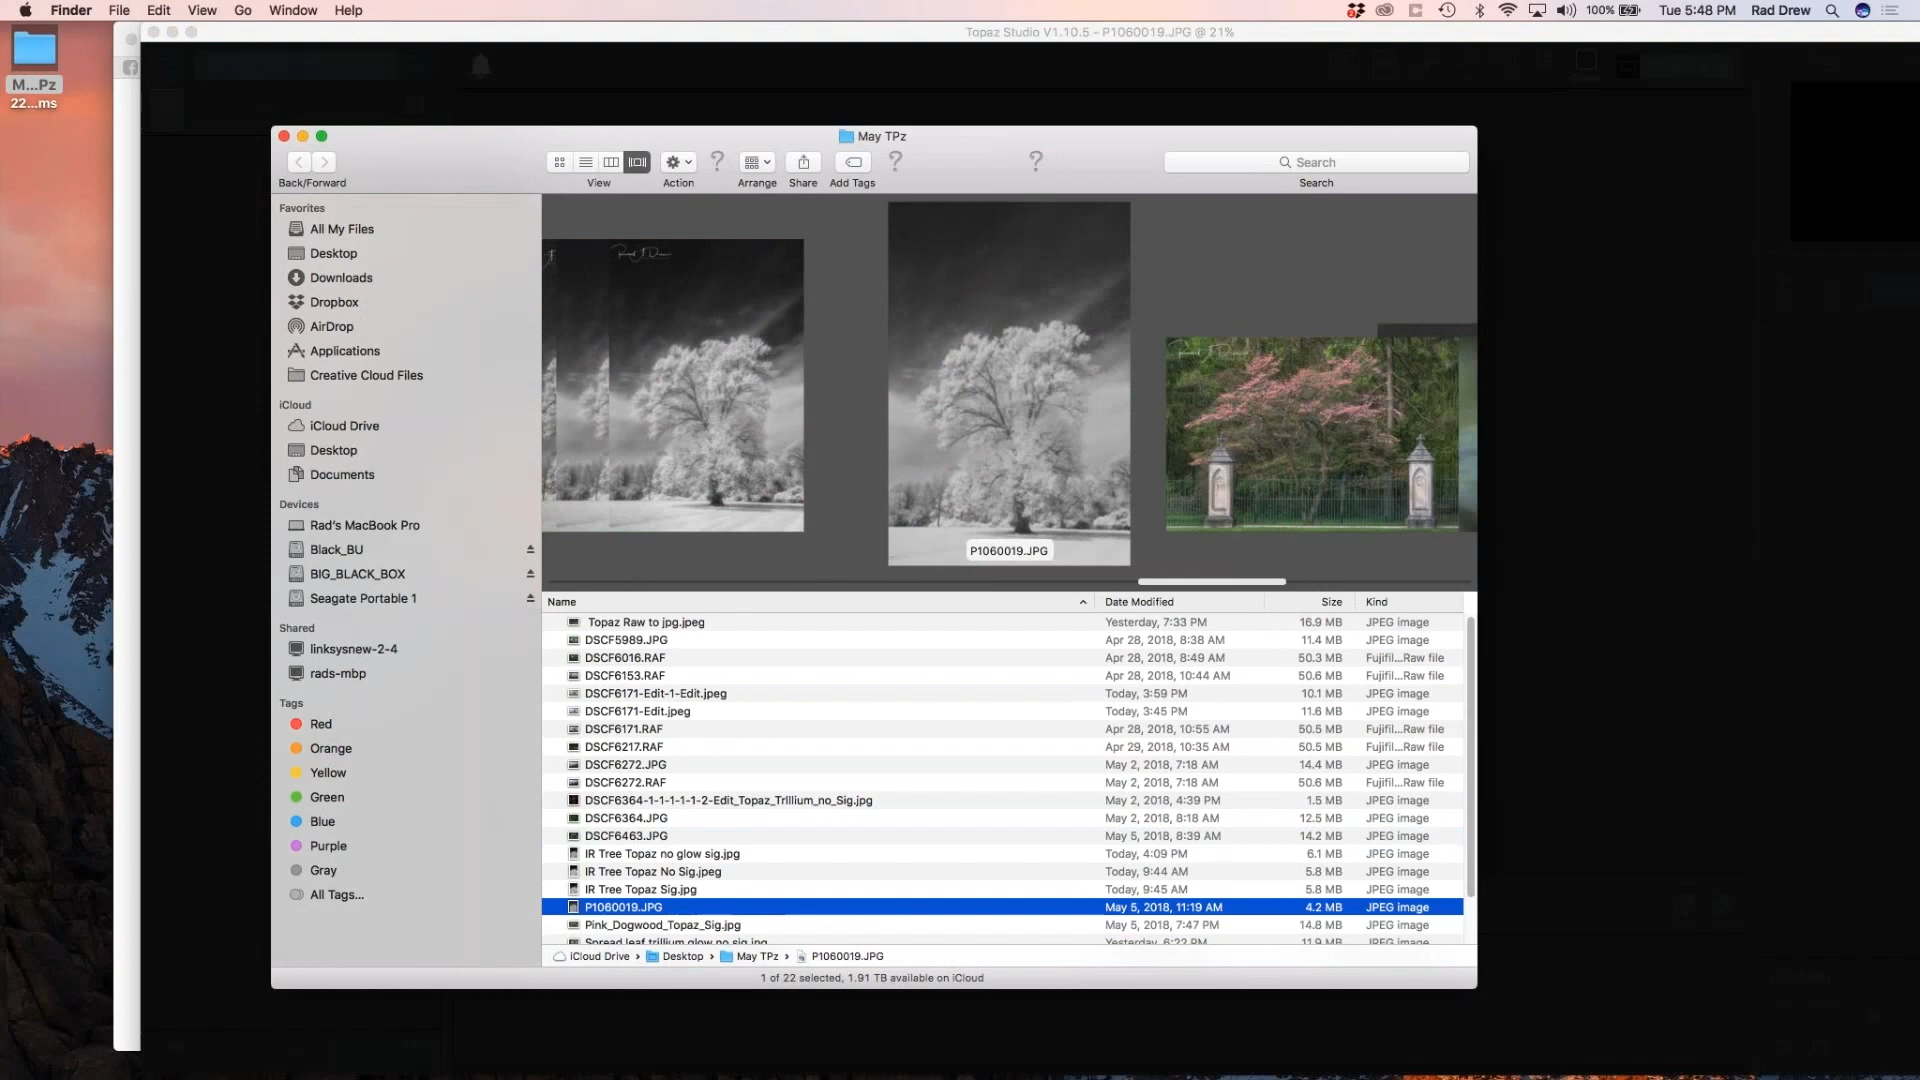 Finder File Edit View Go Window Help 100% Tue 5:48 PM Rad Drew
Topaz Studio V1.10.5 - P1060019.JPG @ 21%
M...Pz
22...ms
May TPz
Search
Back/Forward View Action Arrange Share Add Tags Search
Favorites
All My Files
Desktop
Downloads
Dropbox
AirDrop
Applications
Creative Cloud Files
iCloud
iCloud Drive
Desktop
Documents
Devices
Rad's MacBook Pro
Black_BU
BIG_BLACK_BOX
Seagate Portable 1
Shared
linksysnew-2-4
rads-mbp
Tags
Red
Orange
Yellow
Green
Blue
Purple
Gray
All Tags...
P1060019.JPG
Name Date Modified Size Kind
Topaz Raw to jpg.jpeg Yesterday, 7:33 PM 16.9 MB JPEG image
DSCF5989.JPG Apr 28, 2018, 8:38 AM 11.4 MB JPEG image
DSCF6016.RAF Apr 28, 2018, 8:49 AM 50.3 MB Fujifil...Raw file
DSCF6153.RAF Apr 28, 2018, 10:44 AM 50.6 MB Fujifil...Raw file
DSCF6171-Edit-1-Edit.jpeg Today, 3:59 PM 10.1 MB JPEG image
DSCF6171-Edit.jpeg Today, 3:45 PM 11.6 MB JPEG image
DSCF6171.RAF Apr 28, 2018, 10:55 AM 50.5 MB Fujifil...Raw file
DSCF6217.RAF Apr 29, 2018, 10:35 AM 50.5 MB Fujifil...Raw file
DSCF6272.JPG May 2, 2018, 7:18 AM 14.4 MB JPEG image
DSCF6272.RAF May 2, 2018, 7:18 AM 50.6 MB Fujifil...Raw file
DSCF6364-1-1-1-1-1-2-Edit_Topaz_Trlllium_no_Sig.jpg May 2, 2018, 4:39 PM 1.5 MB JPEG image
DSCF6364.JPG May 2, 2018, 8:18 AM 12.5 MB JPEG image
DSCF6463.JPG May 5, 2018, 8:39 AM 14.2 MB JPEG image
IR Tree Topaz no glow sig.jpg Today, 4:09 PM 6.1 MB JPEG image
IR Tree Topaz No Sig.jpeg Today, 9:44 AM 5.8 MB JPEG image
IR Tree Topaz Sig.jpg Today, 9:45 AM 5.8 MB JPEG image
P1060019.JPG May 5, 2018, 11:19 AM 4.2 MB JPEG image
Pink_Dogwood_Topaz_Sig.jpg May 5, 2018, 7:47 PM 14.8 MB JPEG image
Spread leaf trillium glow no sig.jpg Yesterday, 6:22 PM 11.9 MB JPEG image
iCloud Drive › Desktop › May TPz › P1060019.JPG
1 of 22 selected, 1.91 TB available on iCloud